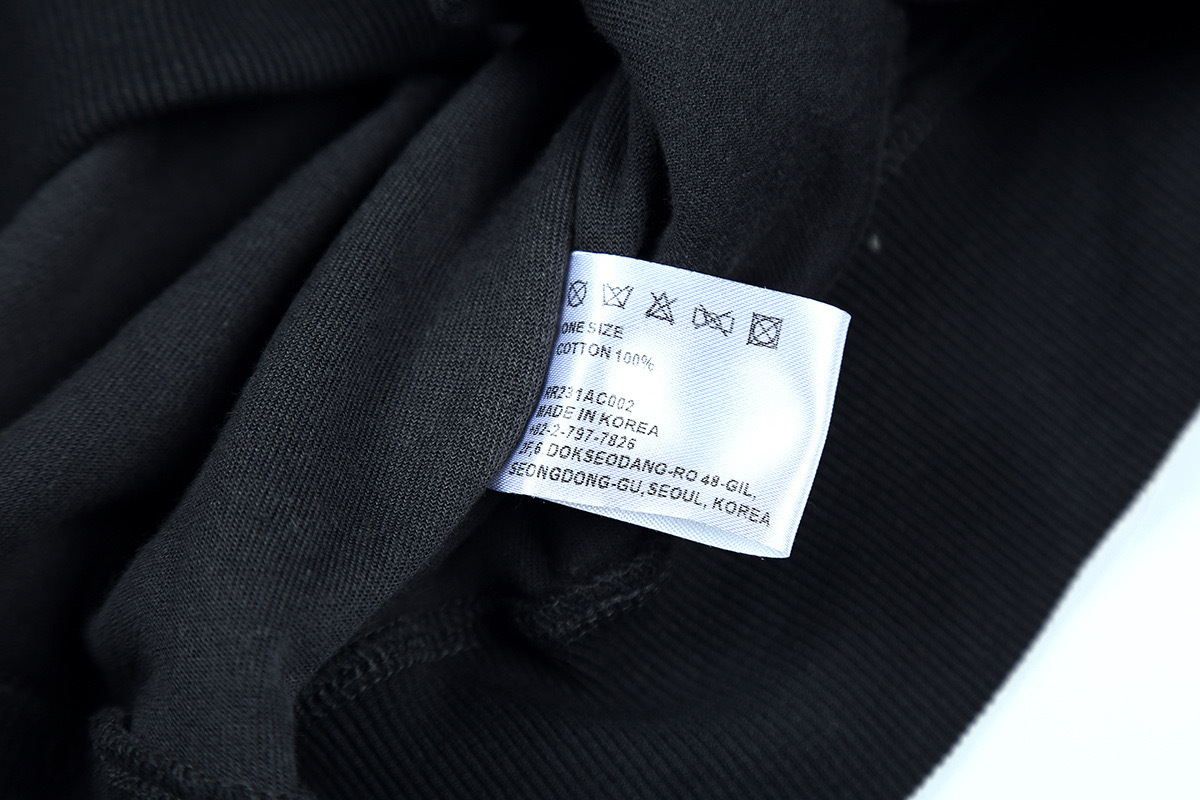 ONE SIZE
COTTON 100%
RR231AC002
MADE IN KOREA
+82-2-797-7826
2F,6 DOKSEODANG-RO 48-GIL,
SEONGDONG-GU,SEOUL, KOREA